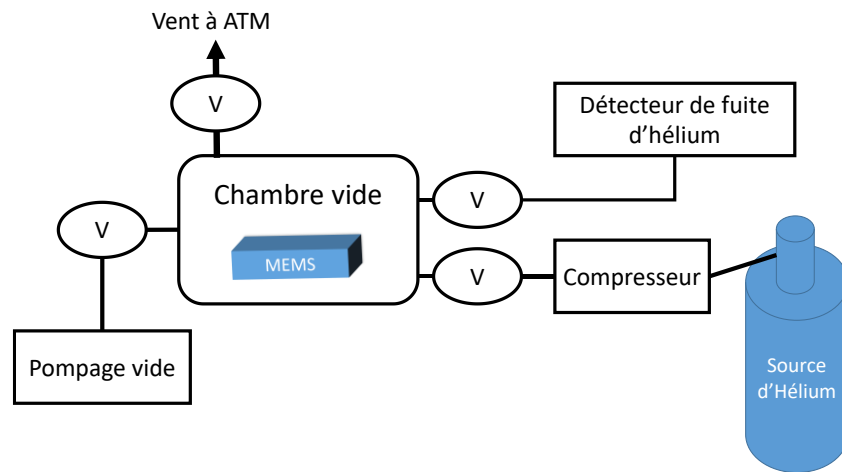 Vent à ATM
V
Détecteur de fuite
d'hélium
Chambre vide
V
V
MEMS
V
Compresseur
Pompage vide
Source
d'Hélium